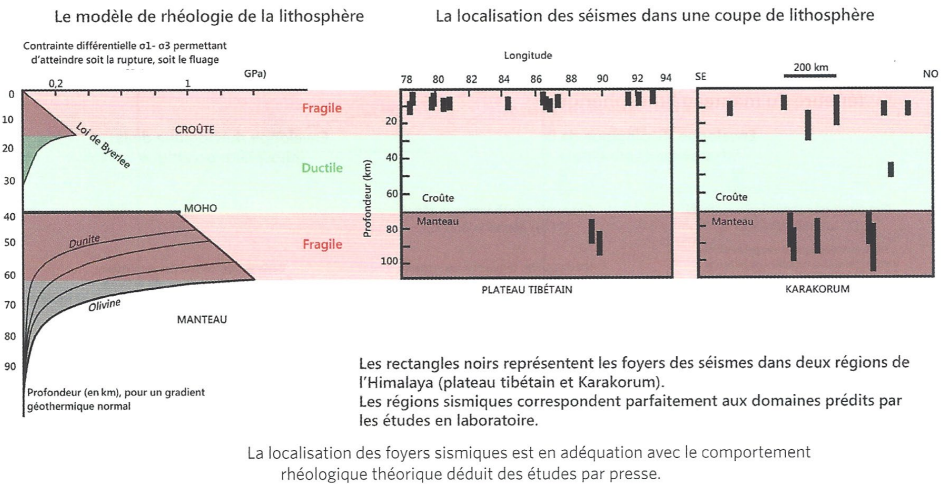 Le modèle de rhéologie de la lithosphère
La localisation des séismes dans une coupe de lithosphère
Contrainte différentielle σ1- σ3 permettant
d'atteindre soit la rupture, soit le fluage
GPa)
0,2
1
0
10
20
30
40
50
60
70
80
90
Loi de Byerlee
CROÛTE
MOHO
Dunite
Olivine
MANTEAU
Profondeur (en km), pour un gradient
géothermique normal
Fragile
Ductile
Fragile
Longitude
78 80 82 84 86 88 90 92 94
Profondeur (km)
20
40
60
80
100
Croûte
Manteau
PLATEAU TIBÉTAIN
SE
200 km
NO
Croûte
Manteau
KARAKORUM
Les rectangles noirs représentent les foyers des séismes dans deux régions de
l'Himalaya (plateau tibétain et Karakorum).
Les régions sismiques correspondent parfaitement aux domaines prédits par
les études en laboratoire.
La localisation des foyers sismiques est en adéquation avec le comportement
rhéologique théorique déduit des études par presse.